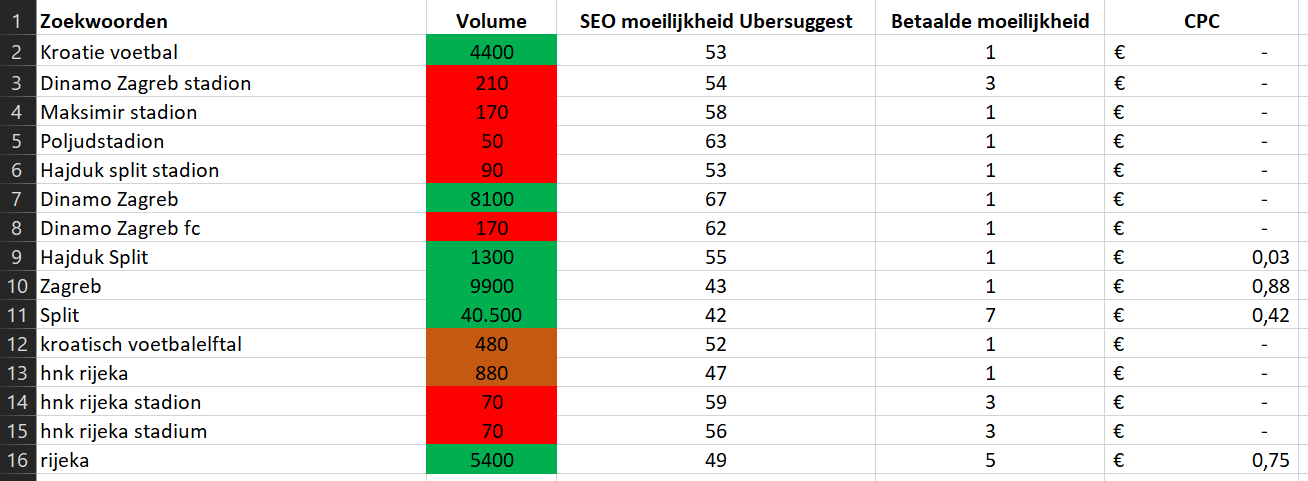 1 Zoekwoorden Volume SEO moeilijkheid Ubersuggest Betaalde moeilijkheid CPC
2 Kroatie voetbal 4400 53 1 € -
3 Dinamo Zagreb stadion 210 54 3 € -
4 Maksimir stadion 170 58 1 € -
5 Poljudstadion 50 63 1 € -
6 Hajduk split stadion 90 53 1 € -
7 Dinamo Zagreb 8100 67 1 € -
8 Dinamo Zagreb fc 170 62 1 € -
9 Hajduk Split 1300 55 1 € 0,03
10 Zagreb 9900 43 1 € 0,88
11 Split 40.500 42 7 € 0,42
12 kroatisch voetbalelftal 480 52 1 € -
13 hnk rijeka 880 47 1 € -
14 hnk rijeka stadion 70 59 3 € -
15 hnk rijeka stadium 70 56 3 € -
16 rijeka 5400 49 5 € 0,75